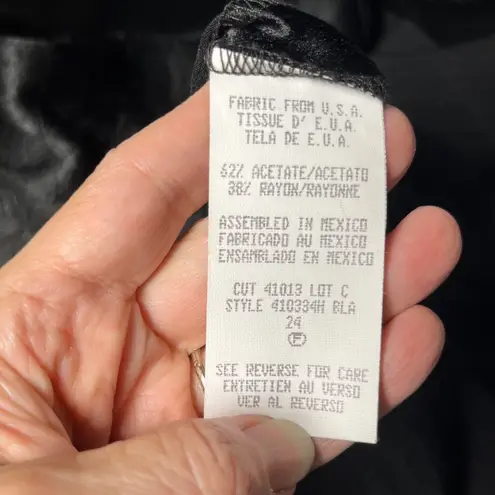 FABRIC FROM U.S.A.
TISSUE D' E.U.A.
TELA DE E.U.A.
62% ACETATE/ACETATO
38% RAYON/RAYONNE
ASSEMBLED IN MEXICO
FABRICADO AU MEXICO
ENSAMBLADO EN MEXICO
CUT 41013 LOT C
STYLE 410334H BLA
24
F
SEE REVERSE FOR CARE
ENTRETIEN AU VERSO
VER AL REVERSO